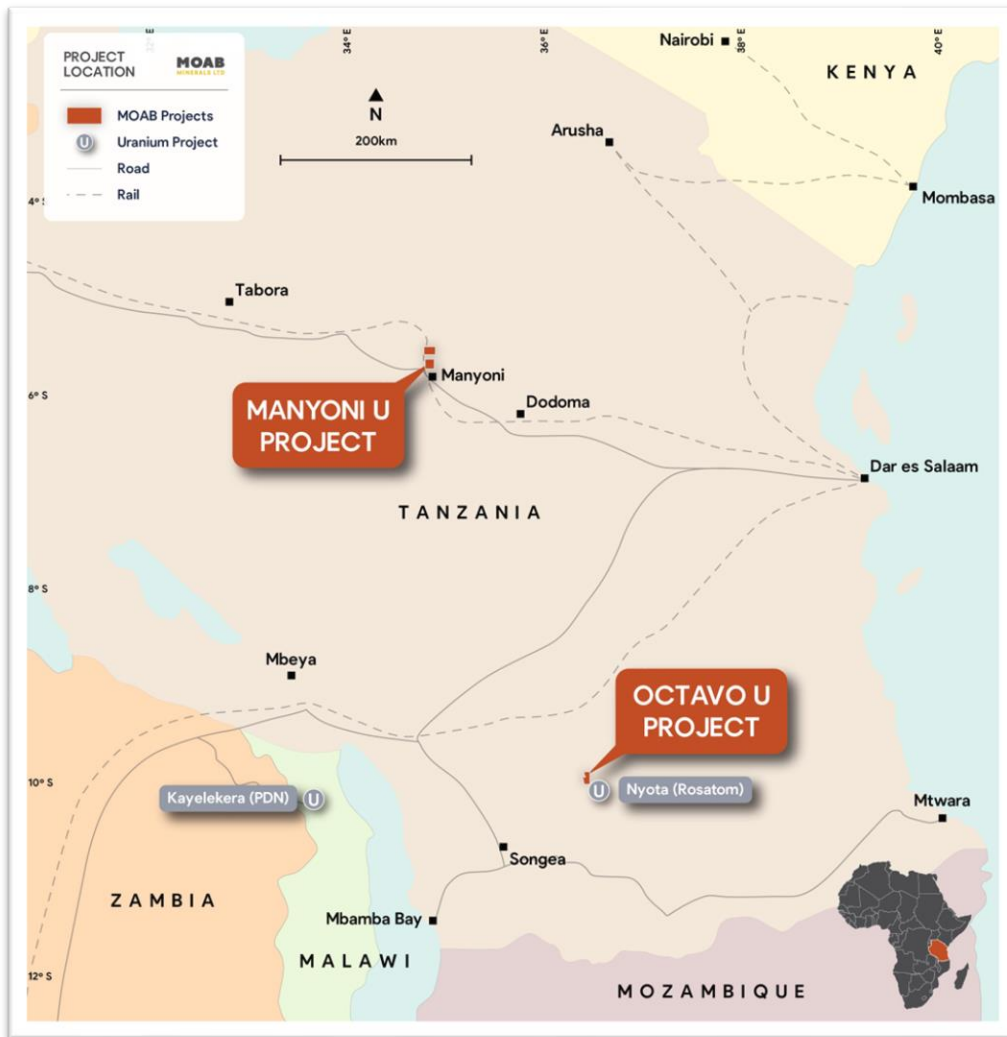 PROJECT
LOCATION
MOAB
MINERALS LTD
MOAB Projects
U Uranium Project
Road
Rail
32° E
34° E
36° E
38° E
40° E
N
200km
Nairobi
KENYA
Arusha
Mombasa
4° S
Tabora
Manyoni
MANYONI U
PROJECT
6° S
Dodoma
Dar es Salaam
TANZANIA
8° S
Mbeya
OCTAVO U
PROJECT
10° S
Kayelekera (PDN) U
U Nyota (Rosatom)
Mtwara
Songea
ZAMBIA
Mbamba Bay
MALAWI
12° S
MOZAMBIQUE